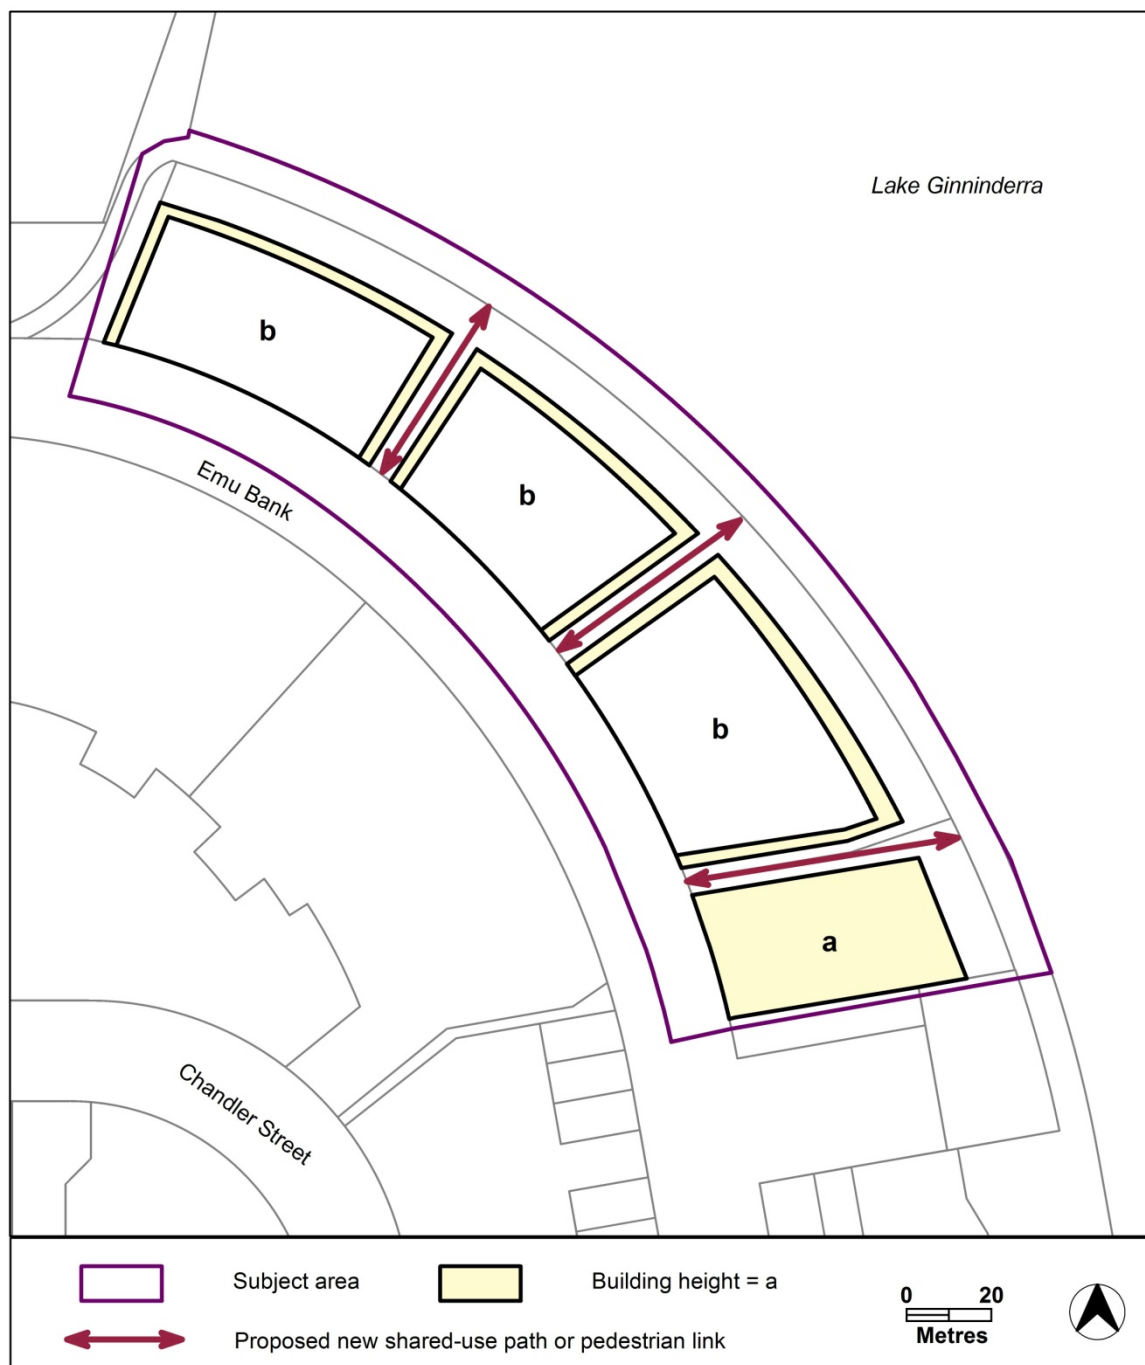 Lake Ginninderra
b
b
Emu Bank
b
a
Chandler Street
Subject area
Building height = a
Proposed new shared-use path or pedestrian link
0 20
Metres